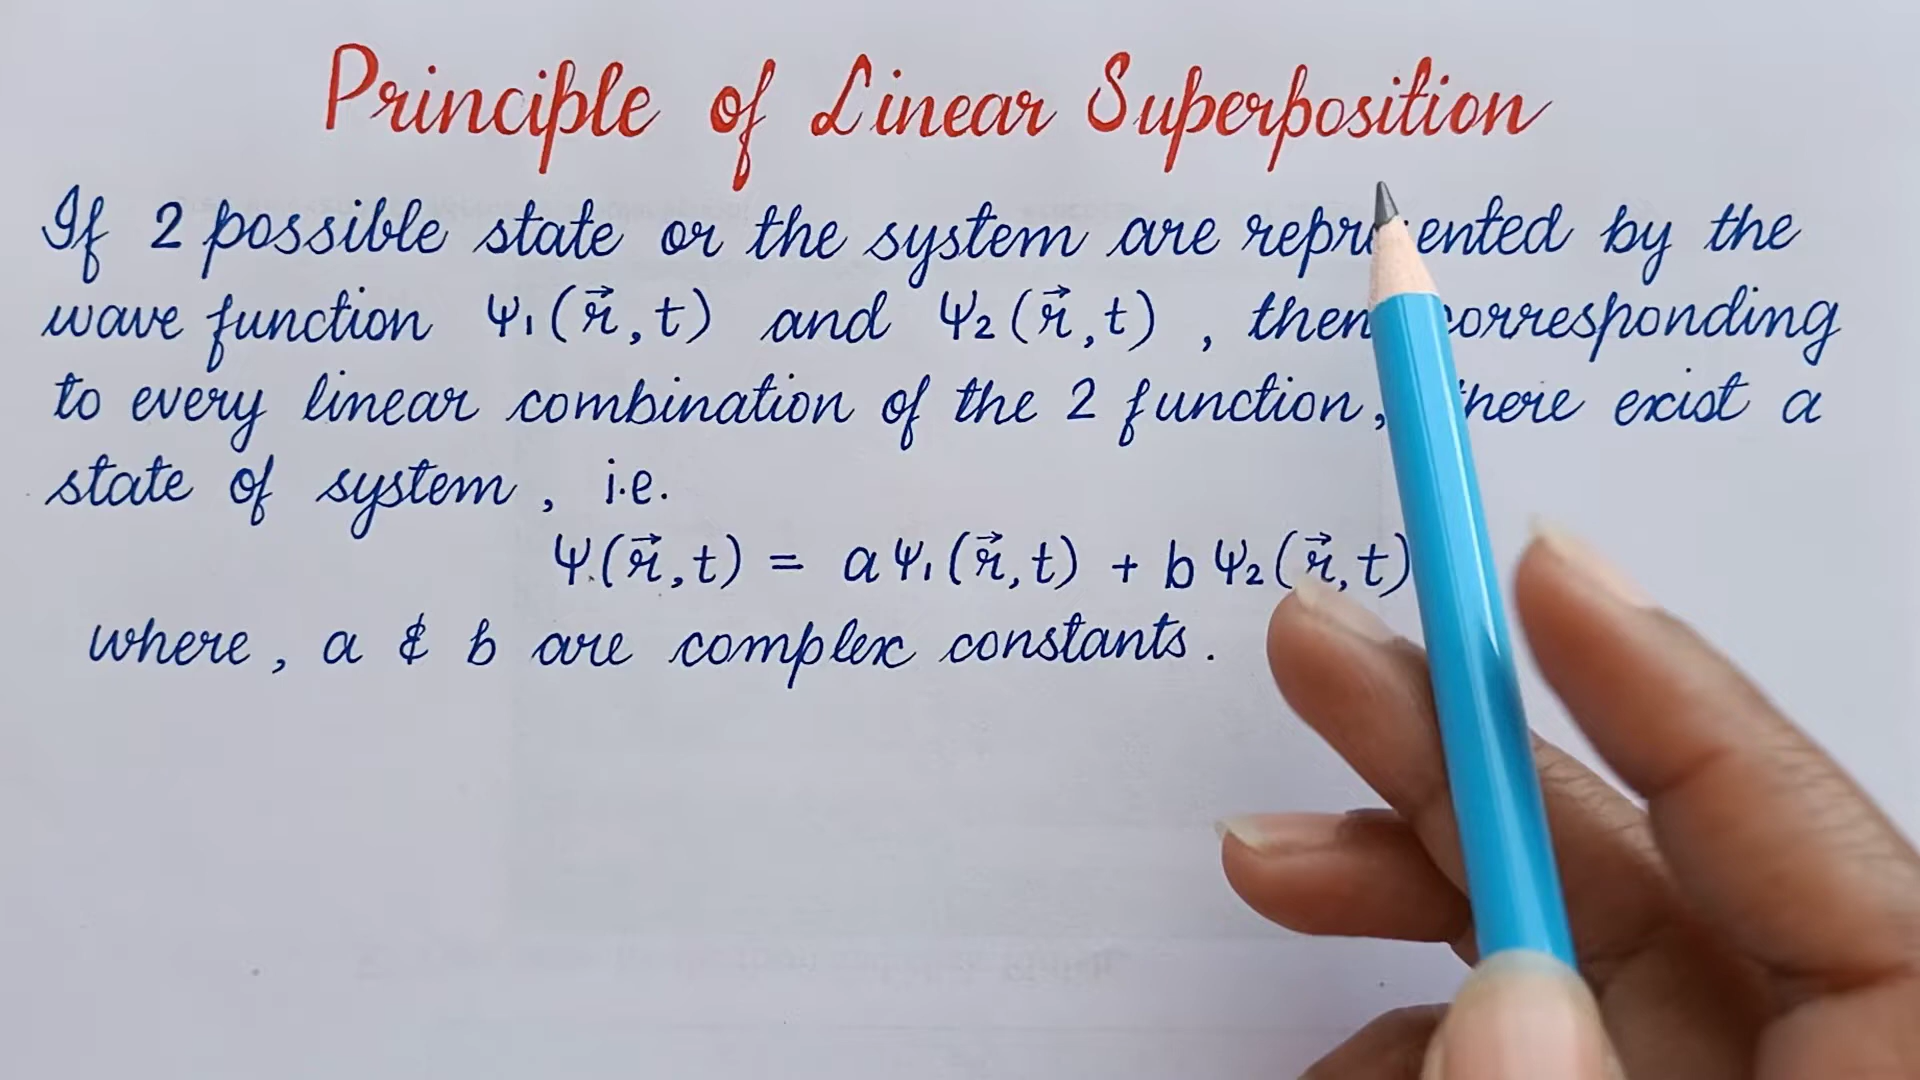 Principle of Linear Superposition
If 2 possible state or the system are represented by the
wave function Ψ₁(r⃗,t) and Ψ₂(r⃗,t) , then corresponding
to every linear combination of the 2 function, there exist a
state of system, i.e.
Ψ(r⃗,t) = aΨ₁(r⃗,t) + bΨ₂(r⃗,t)
where, a & b are complex constants.